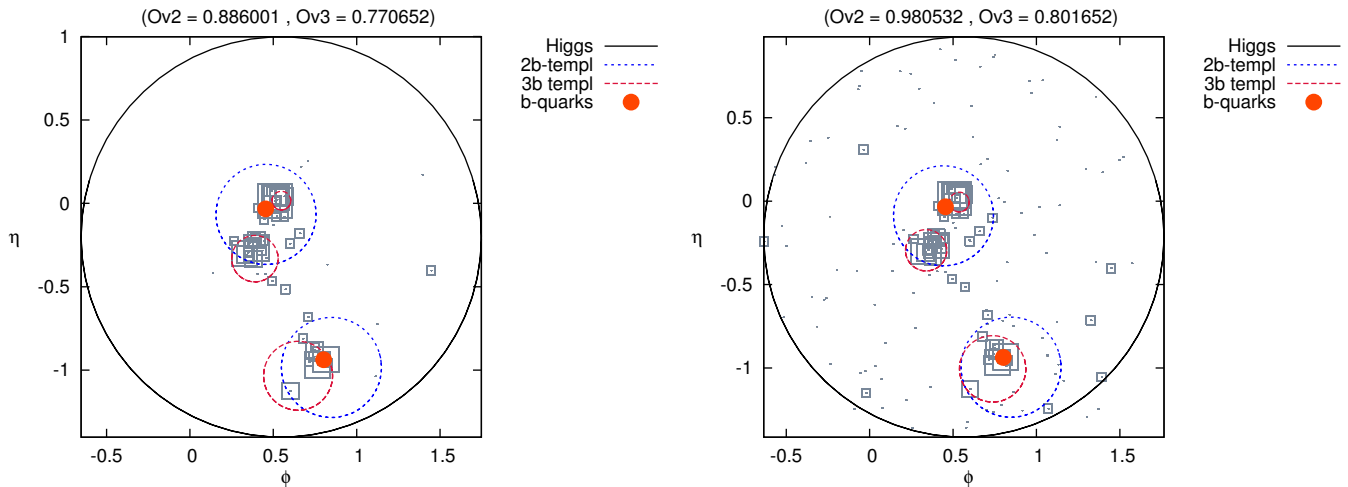 (Ov2 = 0.886001 , Ov3 = 0.770652)
1
0.5
0
-0.5
-1
η
-0.5
0
0.5
1
1.5
ϕ
Higgs
2b-templ
3b templ
b-quarks
(Ov2 = 0.980532 , Ov3 = 0.801652)
0.5
0
-0.5
-1
η
-0.5
0
0.5
1
1.5
ϕ
Higgs
2b-templ
3b templ
b-quarks